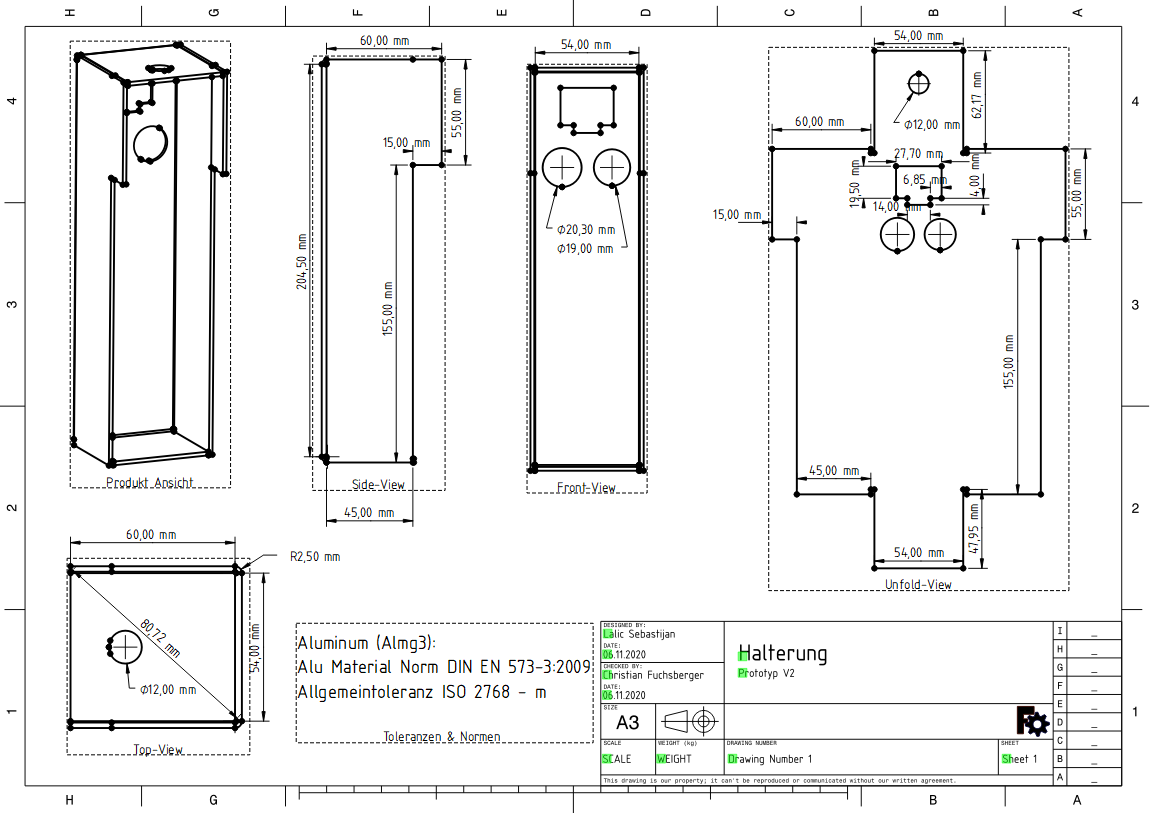 H G F E D C B A
4
3
2
1
4
3
2
1
H G B A
Produkt Ansicht
60,00 mm
55,00 mm
15,00 mm
204,50 mm
155,00 mm
45,00 mm
Side-View
54,00 mm
Φ20,30 mm
Φ19,00 mm
Front-View
54,00 mm
62,17 mm
Φ12,00 mm
60,00 mm
27,70 mm
19,50 mm
6,85 mm
4,00 mm
14,00 mm
55,00 mm
15,00 mm
155,00 mm
45,00 mm
47,95 mm
54,00 mm
Unfold-View
60,00 mm
R2,50 mm
80,72 mm
54,00 mm
Φ12,00 mm
Top-View
Aluminum (Almg3):
Alu Material Norm DIN EN 573-3:2009
Allgemeintoleranz ISO 2768 - m
Toleranzen & Normen
DESIGNED BY:
Lalic Sebastijan
DATE:
06.11.2020
CHECKED BY:
Christian Fuchsberger
DATE:
06.11.2020
Halterung
Prototyp V2
SIZE
A3
SCALE
SCALE
WEIGHT (kg)
WEIGHT
DRAWING NUMBER
Drawing Number 1
SHEET
Sheet 1
This drawing is our property; it can't be reproduced or communicated without our written agreement.
I _
H _
G _
F _
E _
D _
C _
B _
A _